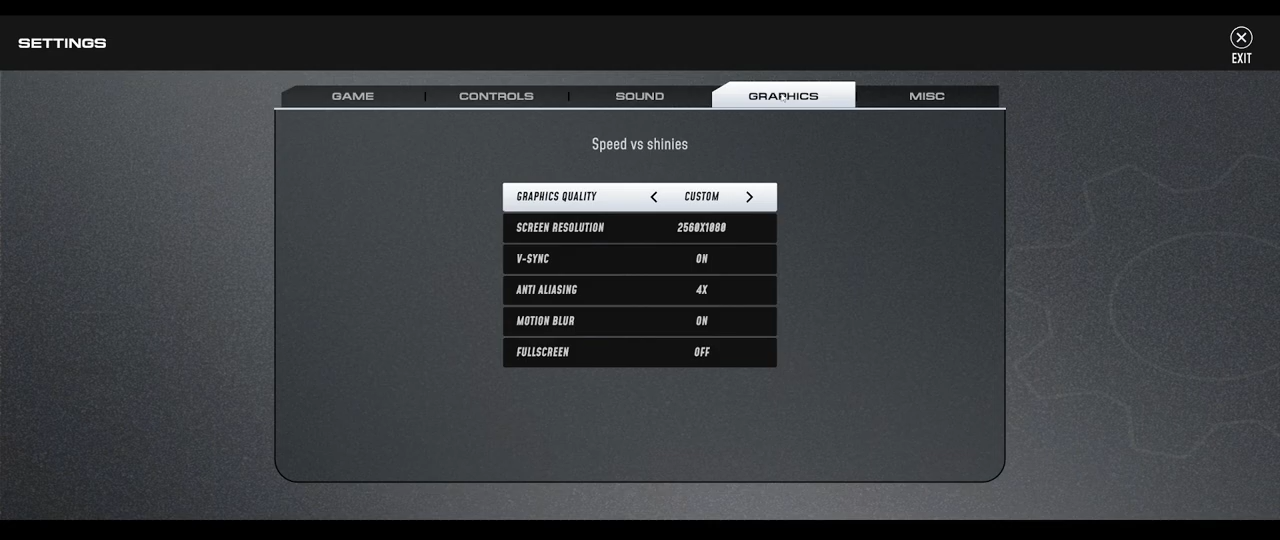 SETTINGS
EXIT
GAME CONTROLS SOUND GRAPHICS MISC
Speed vs shinies
GRAPHICS QUALITY CUSTOM
SCREEN RESOLUTION 2560X1080
V-SYNC ON
ANTI ALIASING 4X
MOTION BLUR ON
FULLSCREEN OFF